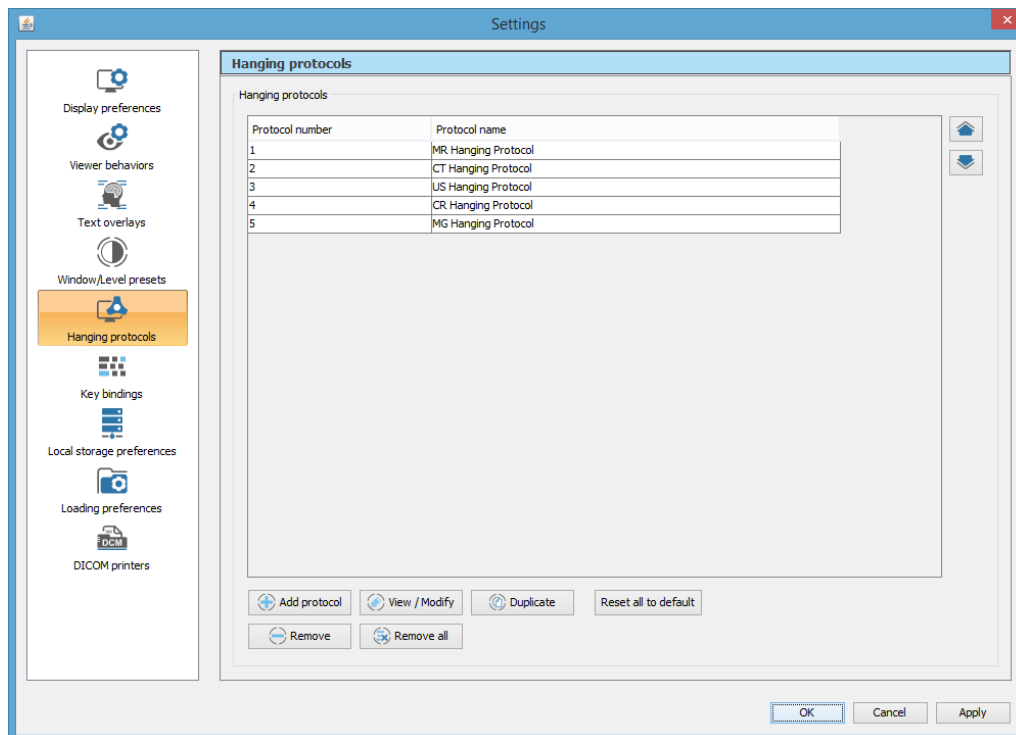 Settings
Display preferences
Viewer behaviors
Text overlays
Window/Level presets
Hanging protocols
Key bindings
Local storage preferences
Loading preferences
DCM
DICOM printers
Hanging protocols
Hanging protocols
Protocol number Protocol name
1 MR Hanging Protocol
2 CT Hanging Protocol
3 US Hanging Protocol
4 CR Hanging Protocol
5 MG Hanging Protocol
Add protocol View / Modify Duplicate Reset all to default
Remove Remove all
OK Cancel Apply